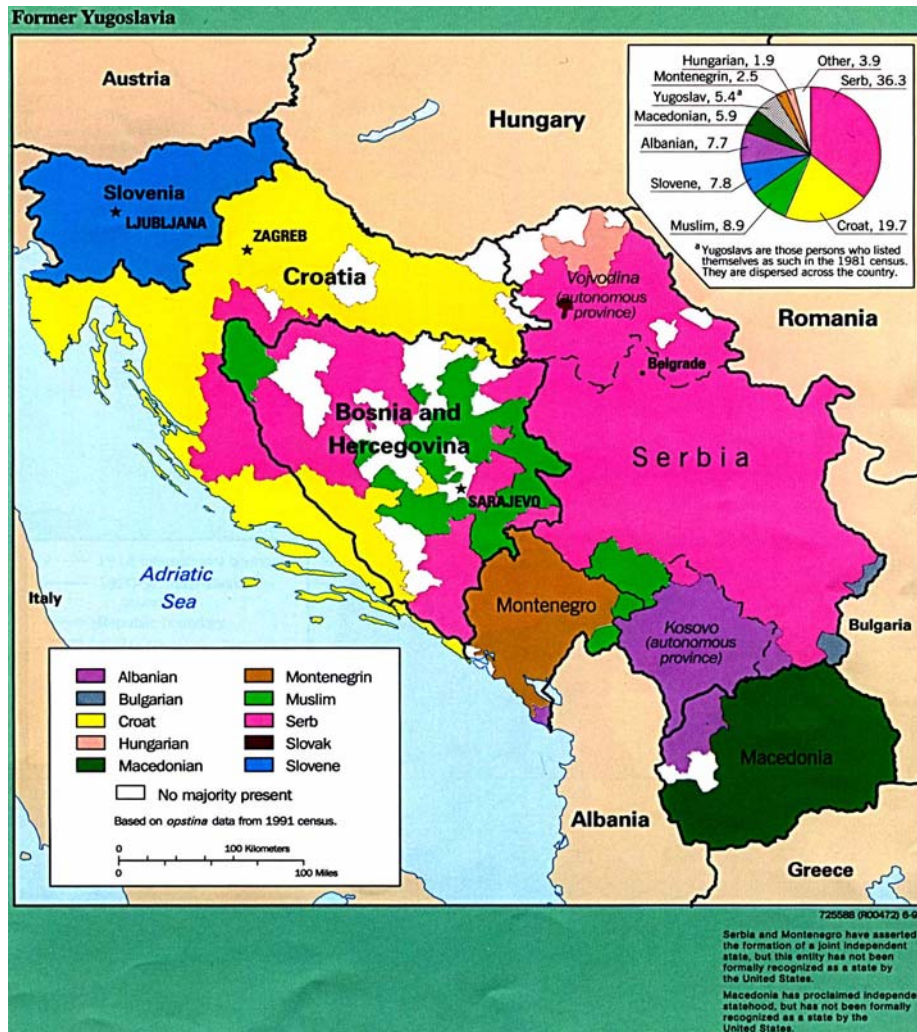 Former Yugoslavia
Austria
Hungary
Hungarian, 1.9
Other, 3.9
Montenegrin, 2.5
Serb, 36.3
Yugoslav, 5.4a
Macedonian, 5.9
Albanian, 7.7
Slovene, 7.8
Muslim, 8.9
Croat, 19.7
a Yugoslavs are those persons who listed
themselves as such in the 1981 census.
They are dispersed across the country.
Slovenia
LJUBLJANA
ZAGREB
Croatia
Vojvodina
(autonomous
province)
Romania
Belgrade
Bosnia and
Hercegovina
Serbia
SARAJEVO
Adriatic
Sea
Italy
Montenegro
Kosovo
(autonomous
province)
Bulgaria
Macedonia
Albania
Greece
Albanian
Montenegrin
Bulgarian
Muslim
Croat
Serb
Hungarian
Slovak
Macedonian
Slovene
No majority present
Based on opstina data from 1991 census.
0 100 Kilometers
0 100 Miles
725588 (R00472) 6-9
Serbia and Montenegro have asserted
the formation of a joint independent
state, but this entity has not been
formally recognized as a state by
the United States.
Macedonia has proclaimed independe
statehood, but has not been formally
recognized as a state by the
United States.